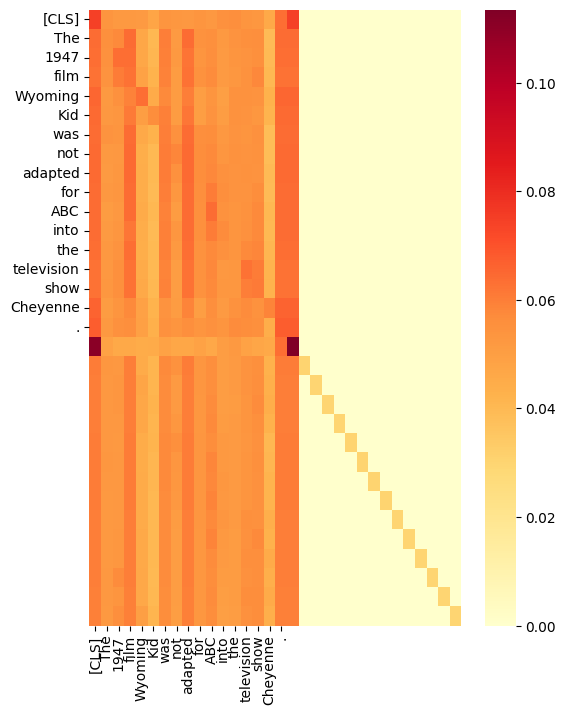 [CLS]
The
1947
film
Wyoming
Kid
was
not
adapted
for
ABC
into
the
television
show
Cheyenne
.
0.10
0.08
0.06
0.04
0.02
0.00
[CLS]
The
1947
film
Wyoming
Kid
was
not
adapted
for
ABC
into
the
television
show
Cheyenne
.